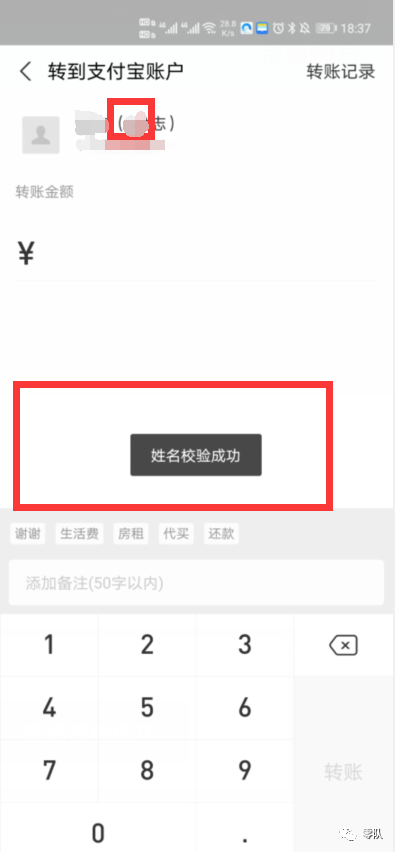 28.8
K/s
79
18:37
转到支付宝账户
转账记录
志)
转账金额
¥
姓名校验成功
谢谢 生活费 房租 代买 还款
添加备注(50字以内)
1 2 3
4 5 6
7 8 9
转账
0 .
零队